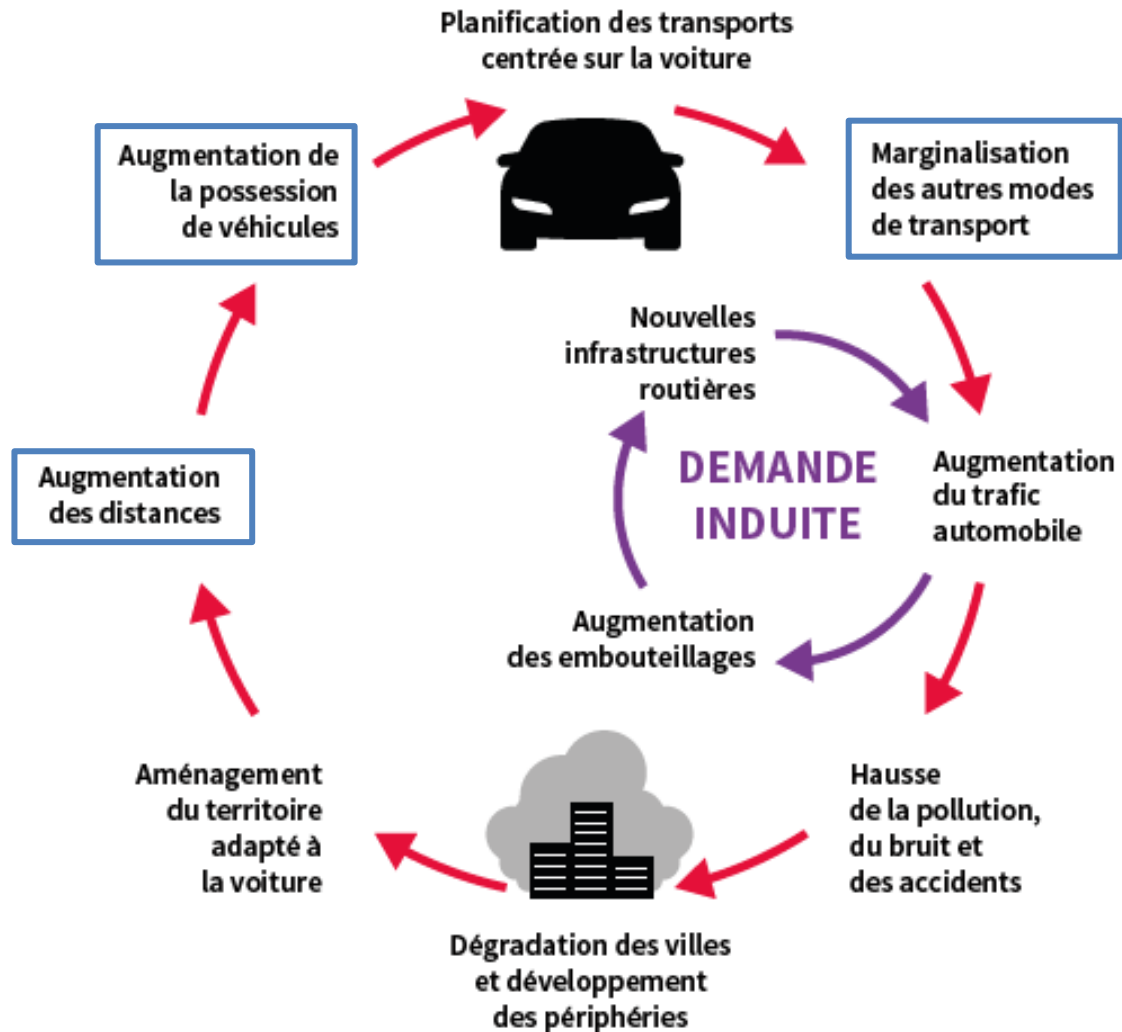 Planification des transports
centrée sur la voiture
Augmentation de
la possession
de véhicules
Marginalisation
des autres modes
de transport
Nouvelles
infrastructures
routières
DEMANDE
INDUITE
Augmentation
du trafic
automobile
Augmentation
des distances
Augmentation
des embouteillages
Aménagement
du territoire
adapté à
la voiture
Hausse
de la pollution,
du bruit et
des accidents
Dégradation des villes
et développement
des périphéries